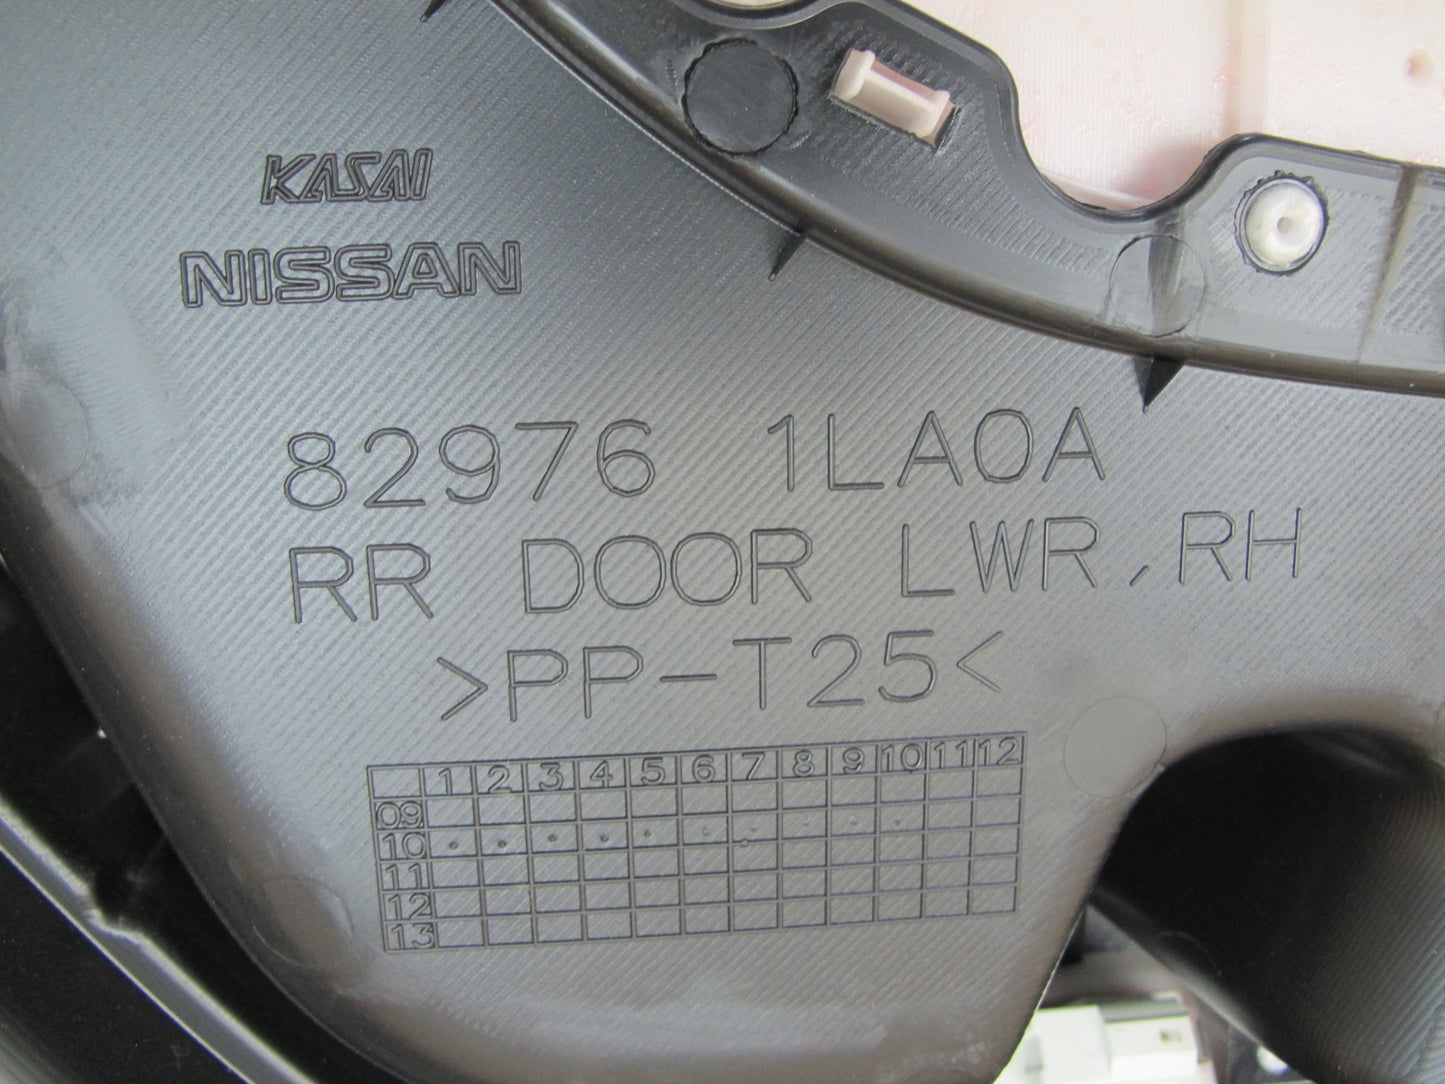 KASAI
NISSAN
82976 1LA0A
RR DOOR LWR,RH
>PP-T25<
1 2 3 4 5 6 7 8 9 10 11 12
09
10
11
12
13